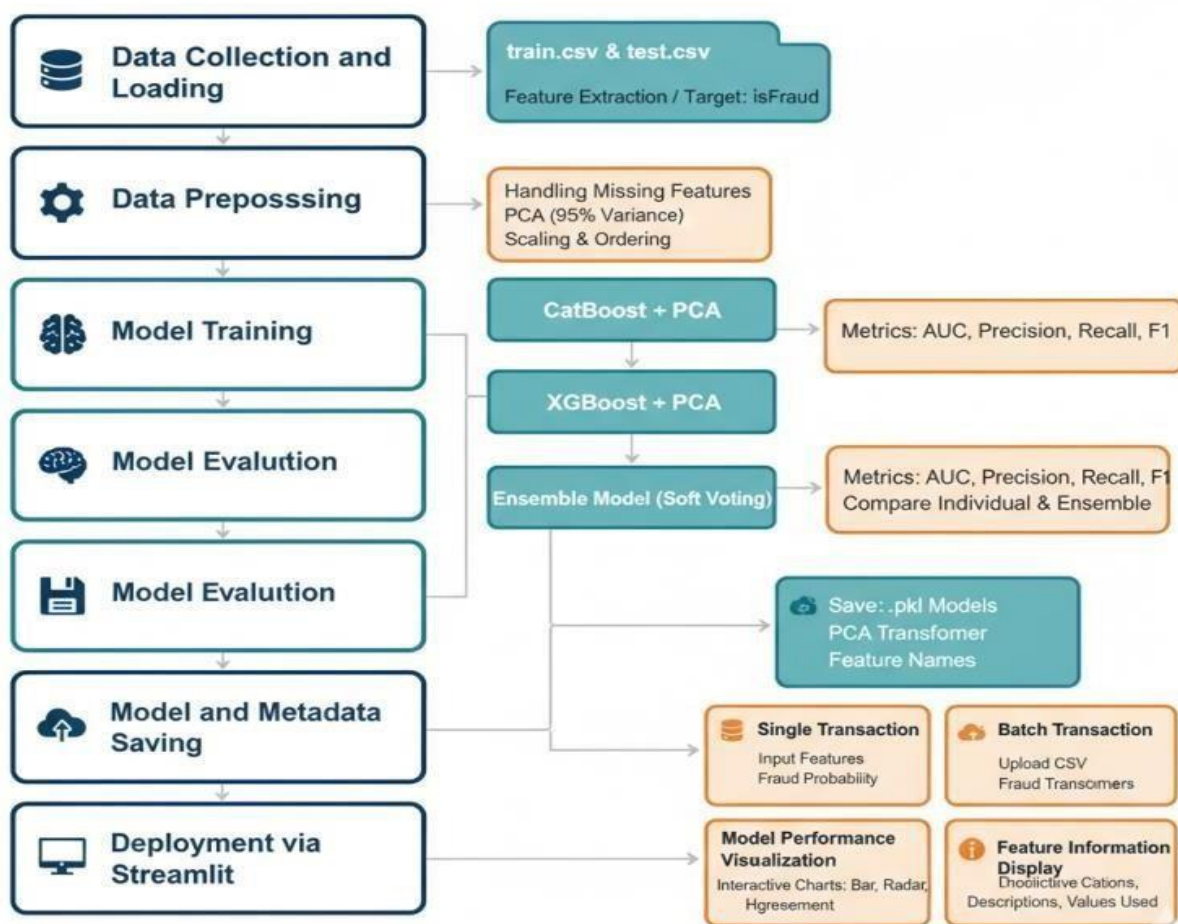 Data Collection and
Loading
train.csv & test.csv
Feature Extraction / Target: isFraud
Data Preposssing
Handling Missing Features
PCA (95% Variance)
Scaling & Ordering
Model Training
CatBoost + PCA
Metrics: AUC, Precision, Recall, F1
XGBoost + PCA
Model Evalution
Ensemble Model (Soft Voting)
Metrics: AUC, Precision, Recall, F1
Compare Individual & Ensemble
Model Evalution
Save: .pkl Models
PCA Transfomer
Feature Names
Model and Metadata
Saving
Single Transaction
Input Features
Fraud Probability
Batch Transaction
Upload CSV
Fraud
Deployment via
Streamlit
Model Performance
Visualization
Interactive Charts: Bar, Radar,
Hgresement
Feature Information
Display
Descriptions, Values Used